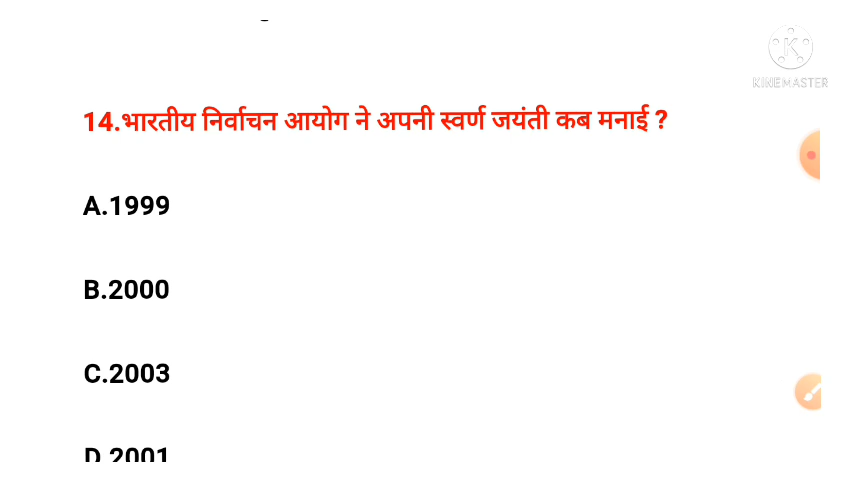 KINEMASTER
14.भारतीय निर्वाचन आयोग ने अपनी स्वर्ण जयंती कब मनाई ?
A.1999
B.2000
C.2003
D.2001